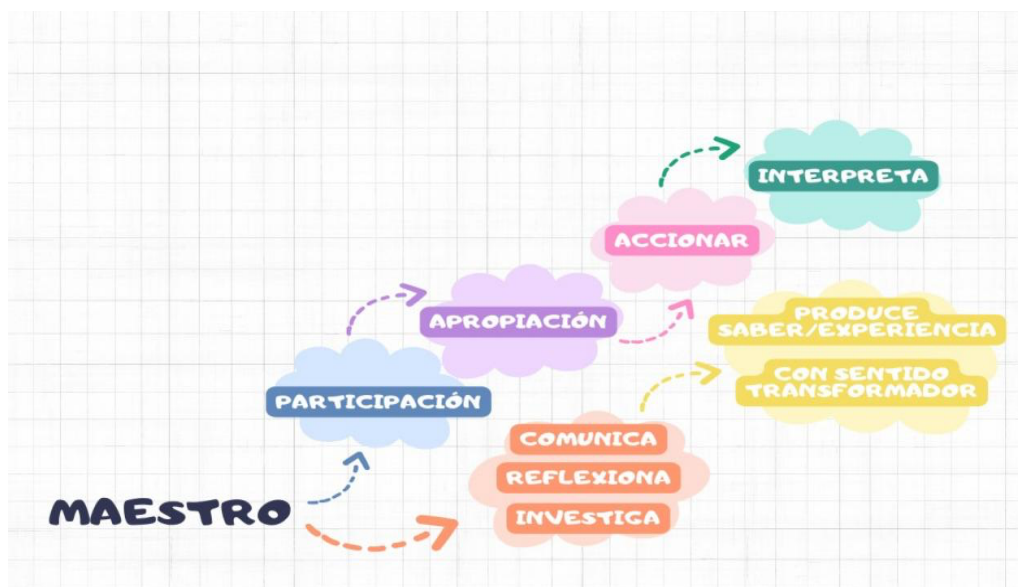 INTERPRETA
ACCIONAR
APROPIACIÓN
PRODUCE
SABER/EXPERIENCIA
CON SENTIDO
TRANSFORMADOR
PARTICIPACIÓN
COMUNICA
REFLEXIONA
INVESTIGA
MAESTRO